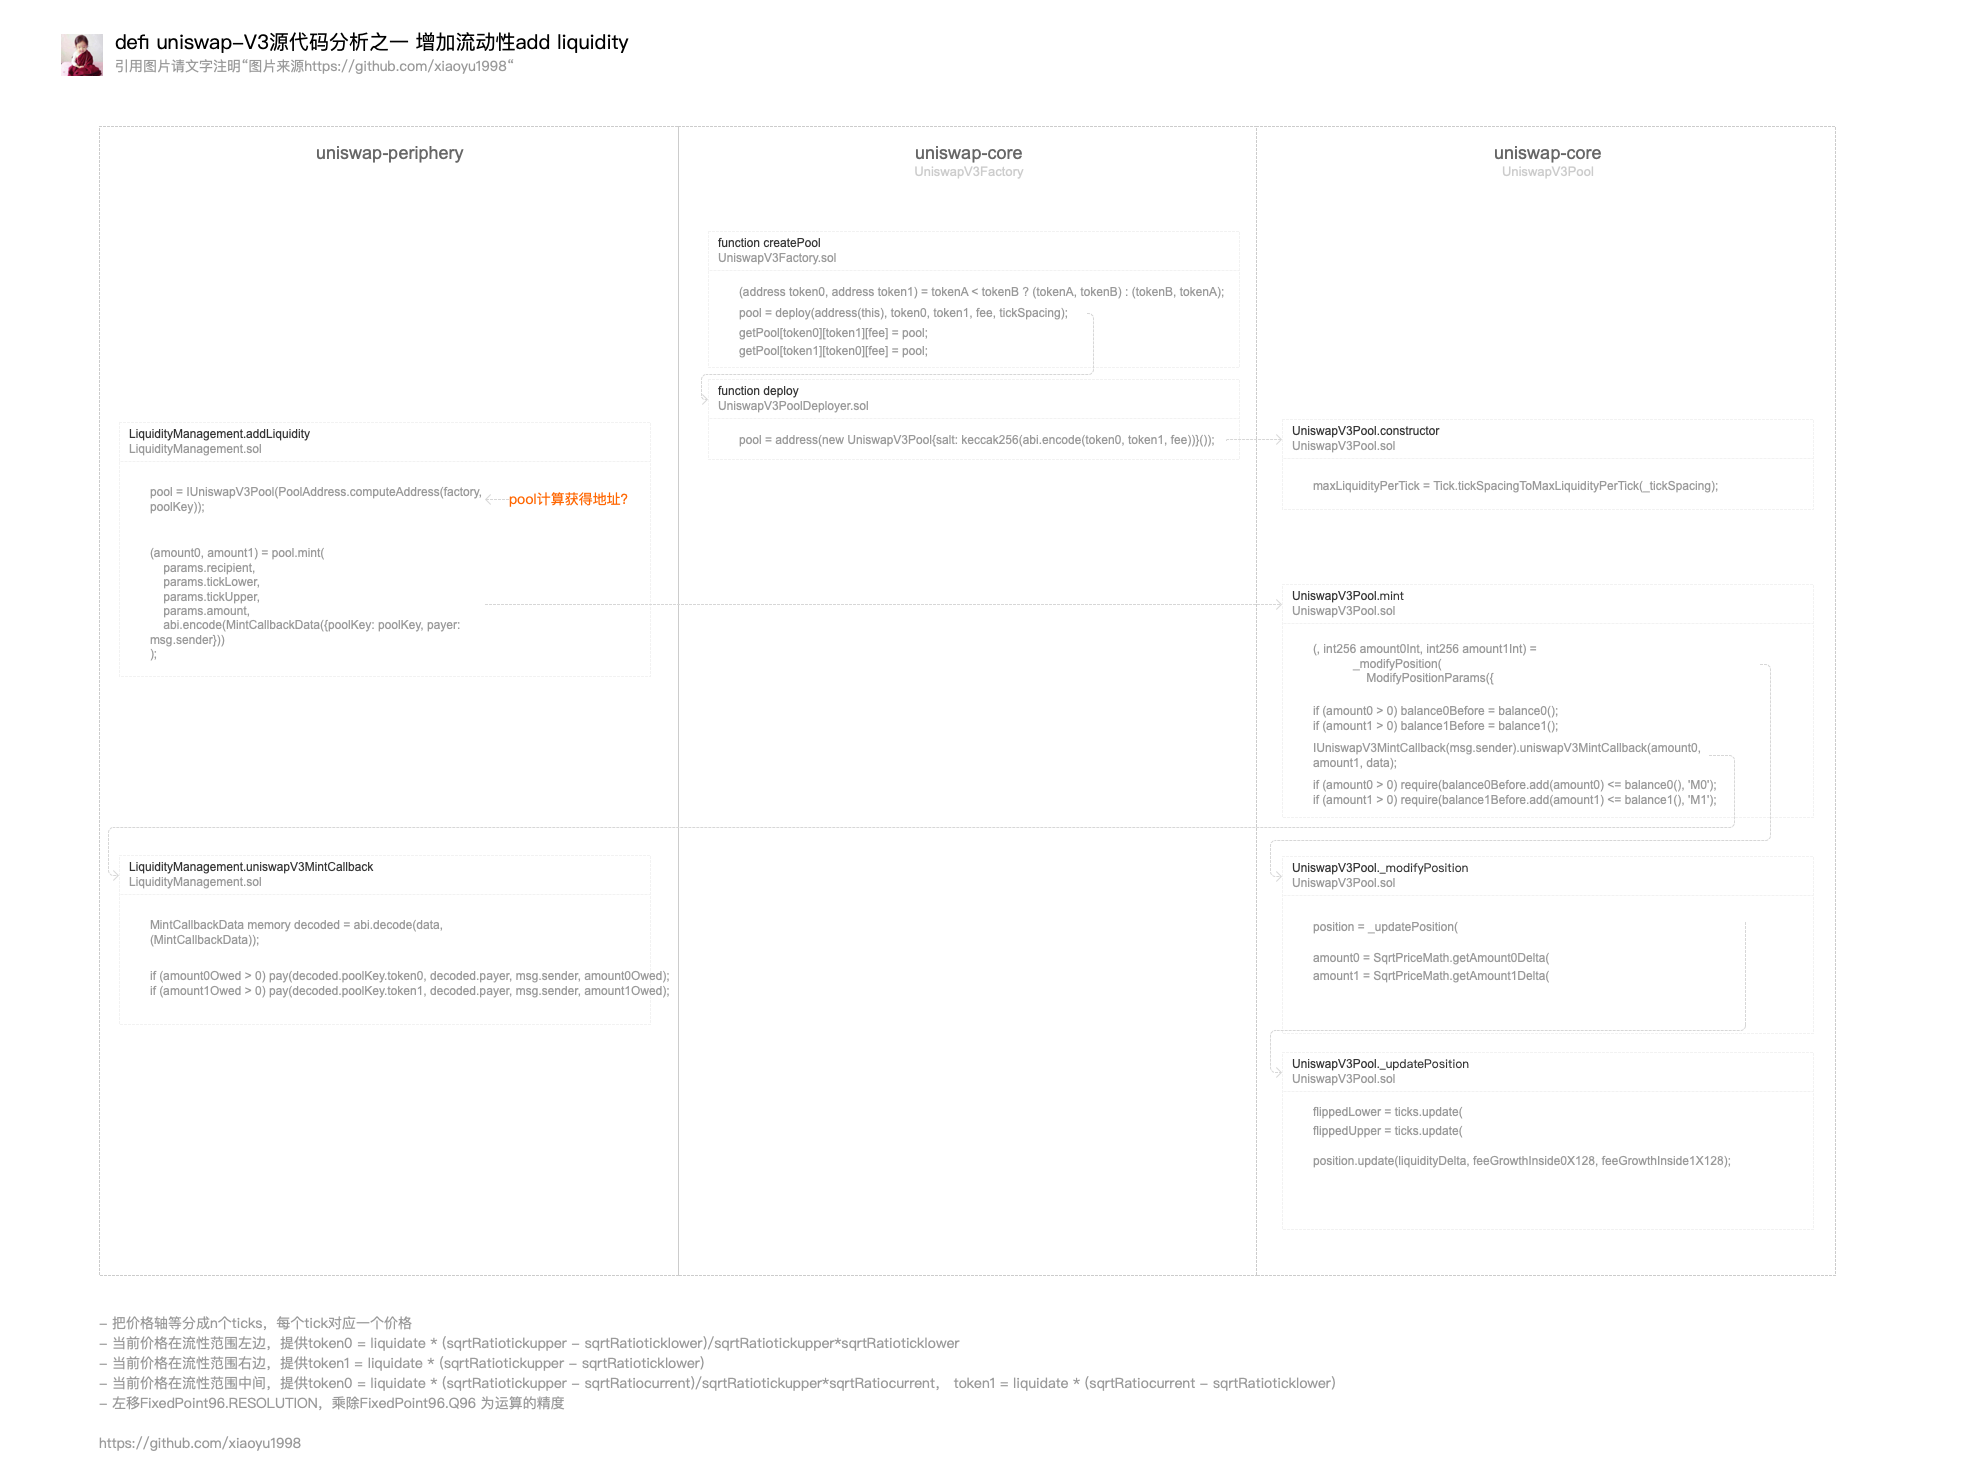 defi uniswap-V3源代码分析之一 增加流动性add liquidity
引用图片请文字注明“图片来源https://github.com/xiaoyu1998“
uniswap-periphery
uniswap-core
UniswapV3Factory
uniswap-core
UniswapV3Pool
function createPool
UniswapV3Factory.sol
(address token0, address token1) = tokenA < tokenB ? (tokenA, tokenB) : (tokenB, tokenA);
pool = deploy(address(this), token0, token1, fee, tickSpacing);
getPool[token0][token1][fee] = pool;
getPool[token1][token0][fee] = pool;
function deploy
UniswapV3PoolDeployer.sol
pool = address(new UniswapV3Pool{salt: keccak256(abi.encode(token0, token1, fee))}());
UniswapV3Pool.constructor
UniswapV3Pool.sol
maxLiquidityPerTick = Tick.tickSpacingToMaxLiquidityPerTick(_tickSpacing);
LiquidityManagement.addLiquidity
LiquidityManagement.sol
pool = IUniswapV3Pool(PoolAddress.computeAddress(factory,
poolKey));
pool计算获得地址?
(amount0, amount1) = pool.mint(
params.recipient,
params.tickLower,
params.tickUpper,
params.amount,
abi.encode(MintCallbackData({poolKey: poolKey, payer:
msg.sender}))
);
UniswapV3Pool.mint
UniswapV3Pool.sol
(, int256 amount0Int, int256 amount1Int) =
_modifyPosition(
ModifyPositionParams({
if (amount0 > 0) balance0Before = balance0();
if (amount1 > 0) balance1Before = balance1();
IUniswapV3MintCallback(msg.sender).uniswapV3MintCallback(amount0,
amount1, data);
if (amount0 > 0) require(balance0Before.add(amount0) <= balance0(), 'M0');
if (amount1 > 0) require(balance1Before.add(amount1) <= balance1(), 'M1');
LiquidityManagement.uniswapV3MintCallback
LiquidityManagement.sol
MintCallbackData memory decoded = abi.decode(data,
(MintCallbackData));
if (amount0Owed > 0) pay(decoded.poolKey.token0, decoded.payer, msg.sender, amount0Owed);
if (amount1Owed > 0) pay(decoded.poolKey.token1, decoded.payer, msg.sender, amount1Owed);
UniswapV3Pool._modifyPosition
UniswapV3Pool.sol
position = _updatePosition(
amount0 = SqrtPriceMath.getAmount0Delta(
amount1 = SqrtPriceMath.getAmount1Delta(
UniswapV3Pool._updatePosition
UniswapV3Pool.sol
flippedLower = ticks.update(
flippedUpper = ticks.update(
position.update(liquidityDelta, feeGrowthInside0X128, feeGrowthInside1X128);
- 把价格轴等分成n个ticks，每个tick对应一个价格
- 当前价格在流性范围左边，提供token0 = liquidate * (sqrtRatiotickupper - sqrtRatioticklower)/sqrtRatiotickupper*sqrtRatioticklower
- 当前价格在流性范围右边，提供token1 = liquidate * (sqrtRatiotickupper - sqrtRatioticklower)
- 当前价格在流性范围中间，提供token0 = liquidate * (sqrtRatiotickupper - sqrtRatiocurrent)/sqrtRatiotickupper*sqrtRatiocurrent， token1 = liquidate * (sqrtRatiocurrent - sqrtRatioticklower)
- 左移FixedPoint96.RESOLUTION，乘除FixedPoint96.Q96 为运算的精度
https://github.com/xiaoyu1998